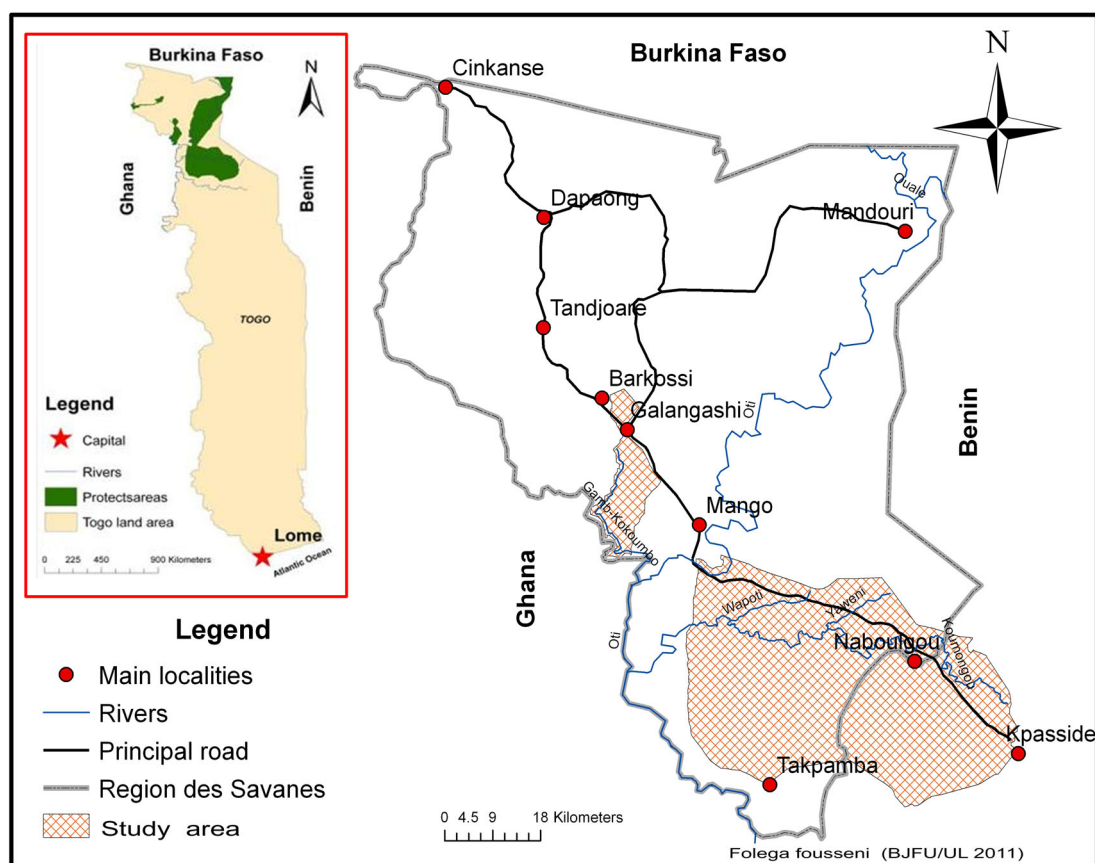 Burkina Faso
N
Ghana
Benin
TOGO
Legend
Capital
Rivers
Protectsareas
Togo land area
0 225 450 900 Kilometers
Lome
Atlantic Ocean
Burkina Faso
N
Cinkanse
Ouale
Dapaong
Mandouri
Tandjoare
Barkossi
Galangashi
Oti
Benin
Gamb-Kokoumbo
Mango
Ghana
Wapoti
Yaweni
Oti
Naboulgou
Koumongou
Kpasside
Takpamba
Legend
Main localities
Rivers
Principal road
Region des Savanes
Study area
0 4.5 9 18 Kilometers
Folega fousseni (BJFU/UL 2011)